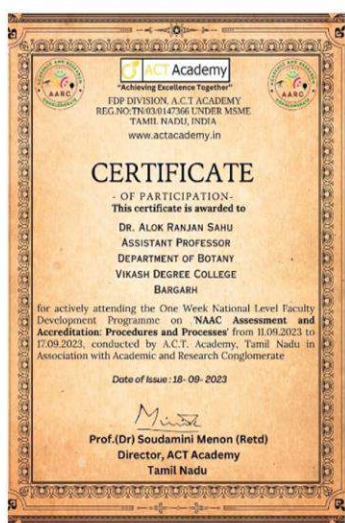 ACT Academy
"Achieving Excellence Together"
FDP DIVISION, A.C.T ACADEMY
REG.NO:TN/03/0147366 UNDER MSME
TAMIL NADU, INDIA
www.actacademy.in
AARC
AARC
CERTIFICATE
- OF PARTICIPATION-
This certificate is awarded to
DR. ALOK RANJAN SAHU
ASSISTANT PROFESSOR
DEPARTMENT OF BOTANY
VIKASH DEGREE COLLEGE
BARGARH
for actively attending the One Week National Level Faculty
Development Programme on 'NAAC Assessment and
Accreditation: Procedures and Processes' from 11.09.2023 to
17.09.2023, conducted by A.C.T. Academy, Tamil Nadu in
Association with Academic and Research Conglomerate
Date of Issue : 18- 09- 2023
Prof.(Dr) Soudamini Menon (Retd)
Director, ACT Academy
Tamil Nadu